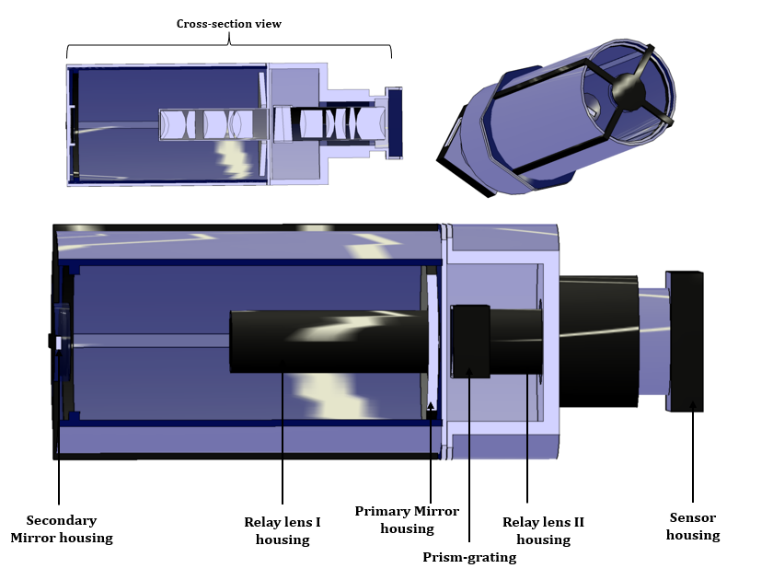 Cross-section view
Secondary
Mirror housing
Relay lens I
housing
Primary Mirror
housing
Prism-grating
Relay lens II
housing
Sensor
housing